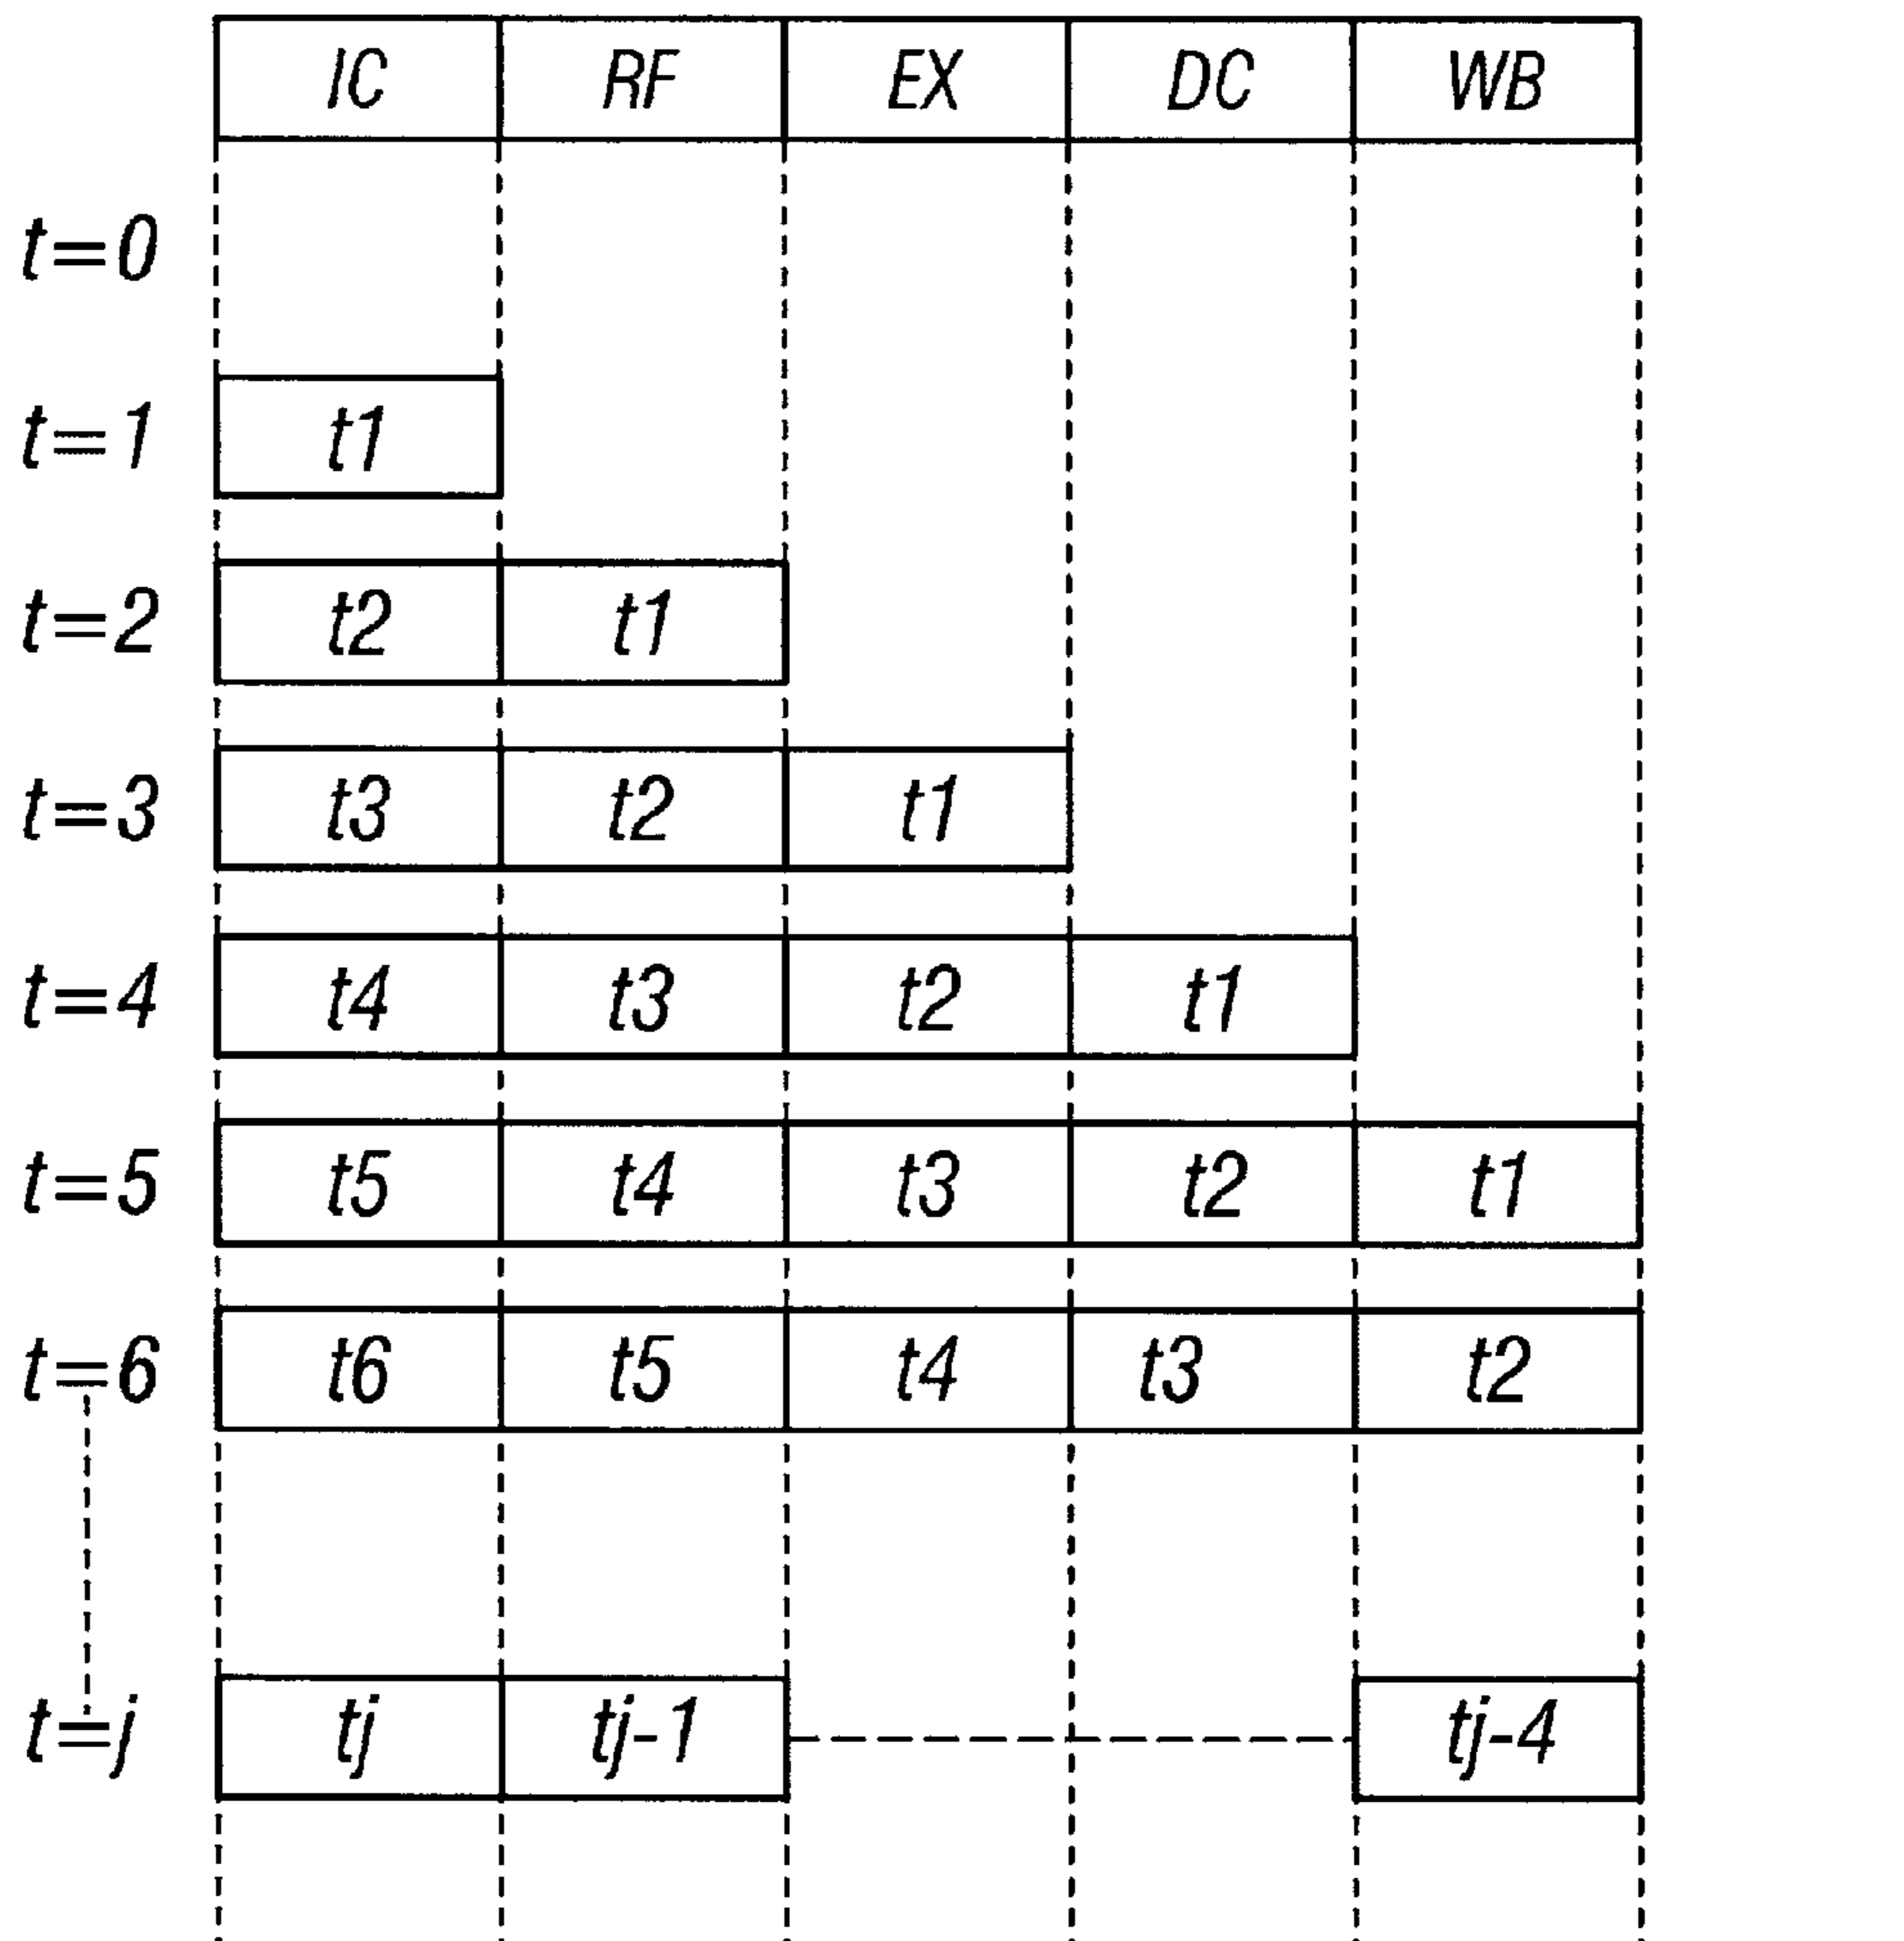 IC RF EX DC WB
t=0
t=1 t1
t=2 t2 t1
t=3 t3 t2 t1
t=4 t4 t3 t2 t1
t=5 t5 t4 t3 t2 t1
t=6 t6 t5 t4 t3 t2
t=j tj tj-1 tj-4